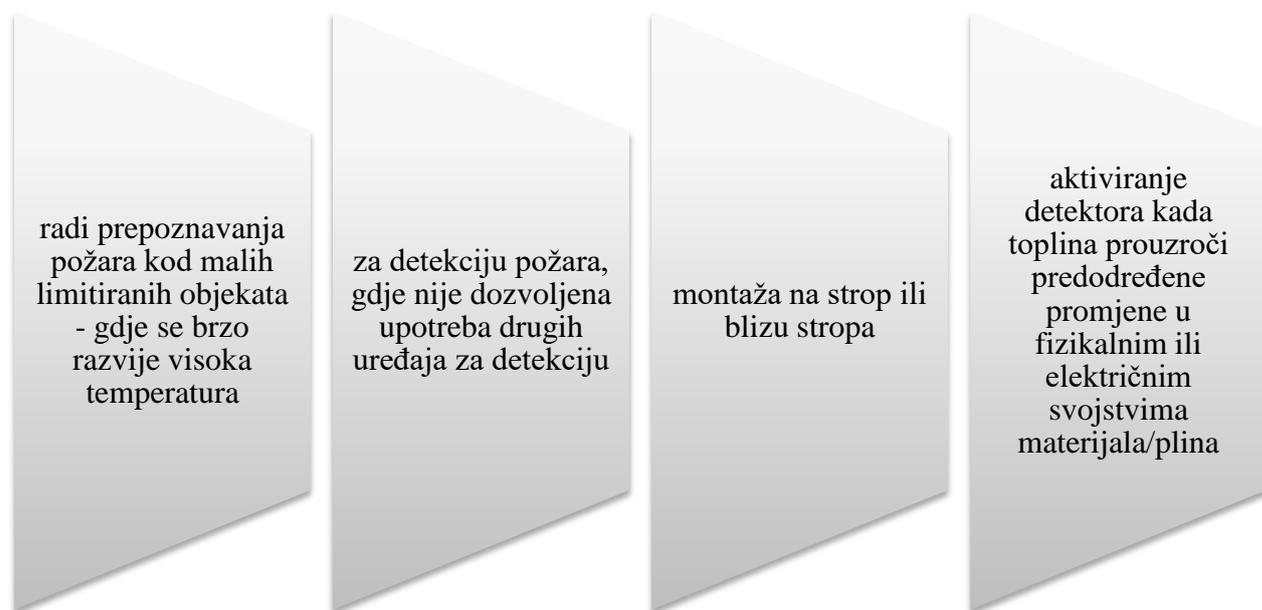 radi prepoznavanja
požara kod malih
limitiranih objekata
- gdje se brzo
razvije visoka
temperatura
za detekciju požara,
gdje nije dozvoljena
upotreba drugih
uređaja za detekciju
montaža na strop ili
blizu stropa
aktiviranje
detektora kada
toplina prouzroči
predodređene
promjene u
fizikalnim ili
električnim
svojstvima
materijala/plina